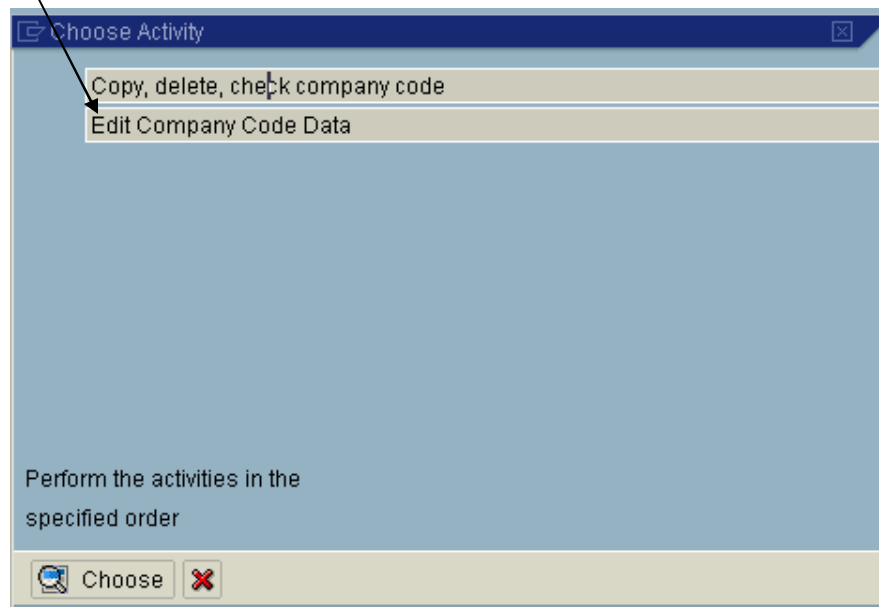 Choose Activity
Copy, delete, check company code
Edit Company Code Data
Perform the activities in the
specified order
Choose